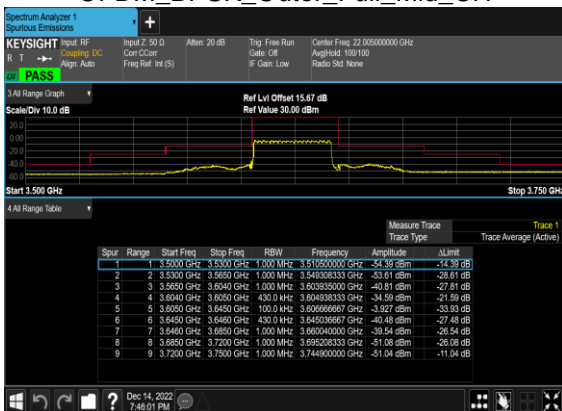 Spectrum Analyzer 1
Spurious Emissions
+
KEYSIGHT Input: RF Input Z: 50 Ω Atten: 20 dB Trig: Free Run Center Freq: 22.005000000 GHz
R T Coupling: DC Corr CCorr Gate: Off Avg|Hold: 100/100
Align: Auto Freq Ref: Int (S) IF Gain: Low Radio Std: None
PASS
3 All Range Graph
Ref Lvl Offset 15.67 dB
Scale/Div 10.0 dB Ref Value 30.00 dBm
20.0
0.00
-20.0
-40.0
-60.0
Start 3.500 GHz Stop 3.750 GHz
4 All Range Table
Measure Trace Trace 1
Trace Type Trace Average (Active)
Spur Range Start Freq Stop Freq RBW Frequency Amplitude ΔLimit
1 1 3.5000 GHz 3.5300 GHz 1.000 MHz 3.510500000 GHz -54.39 dBm -14.39 dB
2 2 3.5300 GHz 3.5650 GHz 1.000 MHz 3.549308333 GHz -53.61 dBm -28.61 dB
3 3 3.5650 GHz 3.6040 GHz 1.000 MHz 3.603935000 GHz -40.81 dBm -27.81 dB
4 4 3.6040 GHz 3.6050 GHz 430.0 kHz 3.604938333 GHz -34.59 dBm -21.59 dB
5 5 3.6050 GHz 3.6450 GHz 100.0 kHz 3.606666667 GHz -3.927 dBm -33.93 dB
6 6 3.6450 GHz 3.6460 GHz 430.0 kHz 3.645036667 GHz -40.48 dBm -27.48 dB
7 7 3.6460 GHz 3.6850 GHz 1.000 MHz 3.660040000 GHz -39.54 dBm -26.54 dB
8 8 3.6850 GHz 3.7200 GHz 1.000 MHz 3.695208333 GHz -51.08 dBm -26.08 dB
9 9 3.7200 GHz 3.7500 GHz 1.000 MHz 3.744900000 GHz -51.04 dBm -11.04 dB
? Dec 14, 2022
7:46:01 PM